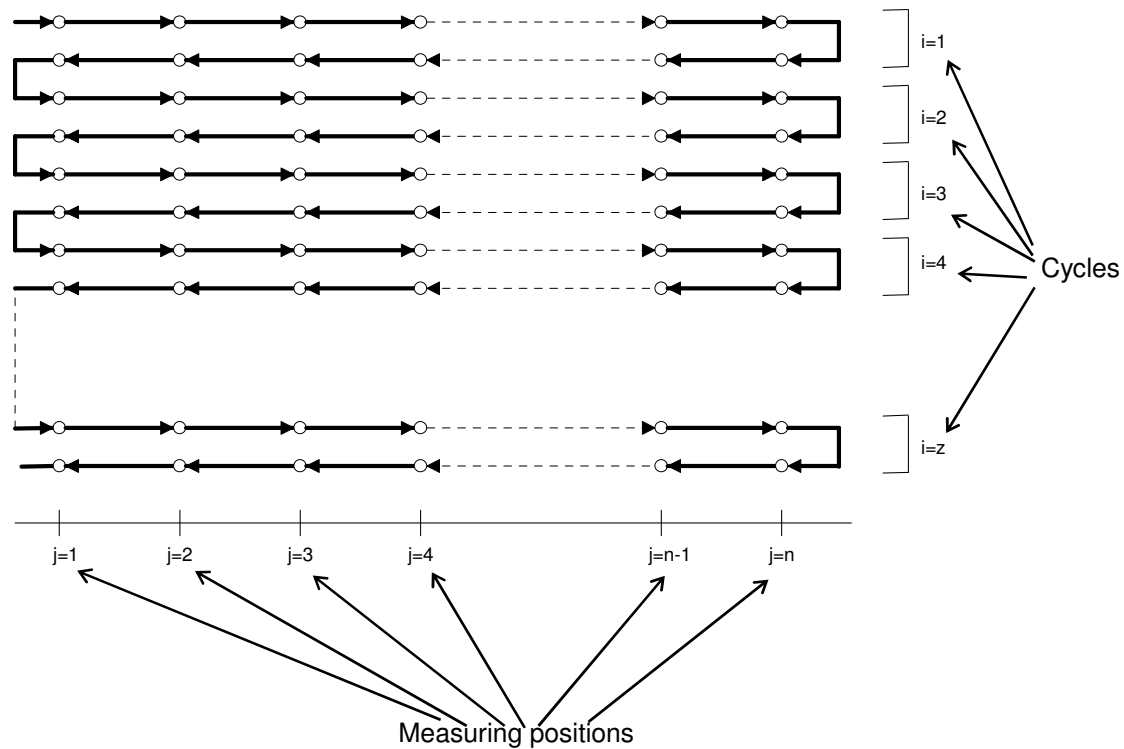 i=1
i=2
i=3
i=4
Cycles
i=z
j=1 j=2 j=3 j=4 j=n-1 j=n
Measuring positions